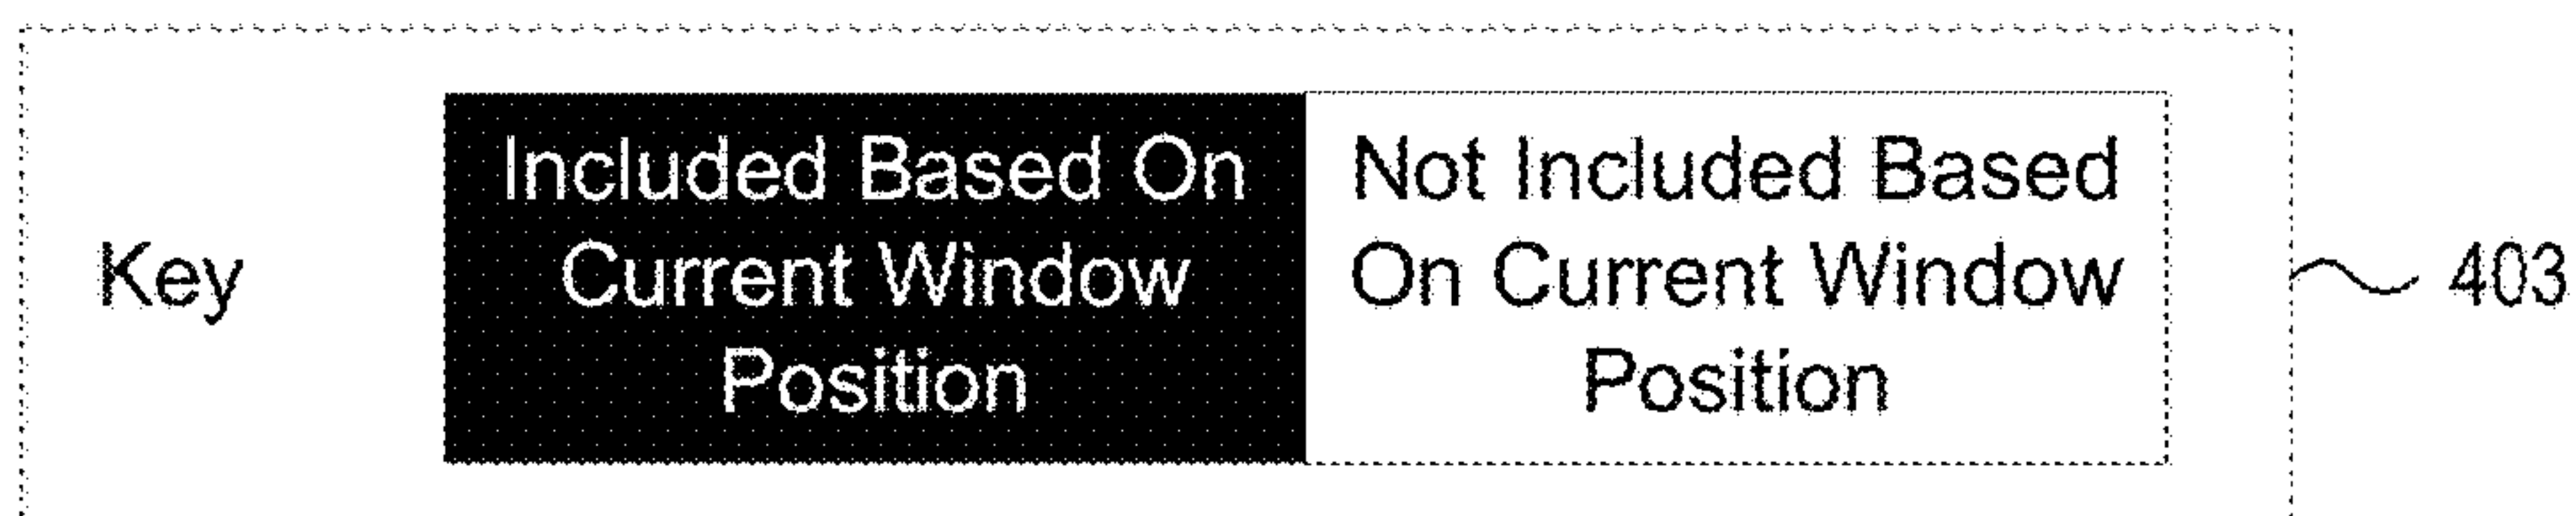 Key
Included Based On
Current Window
Position
Not Included Based
On Current Window
Position
403